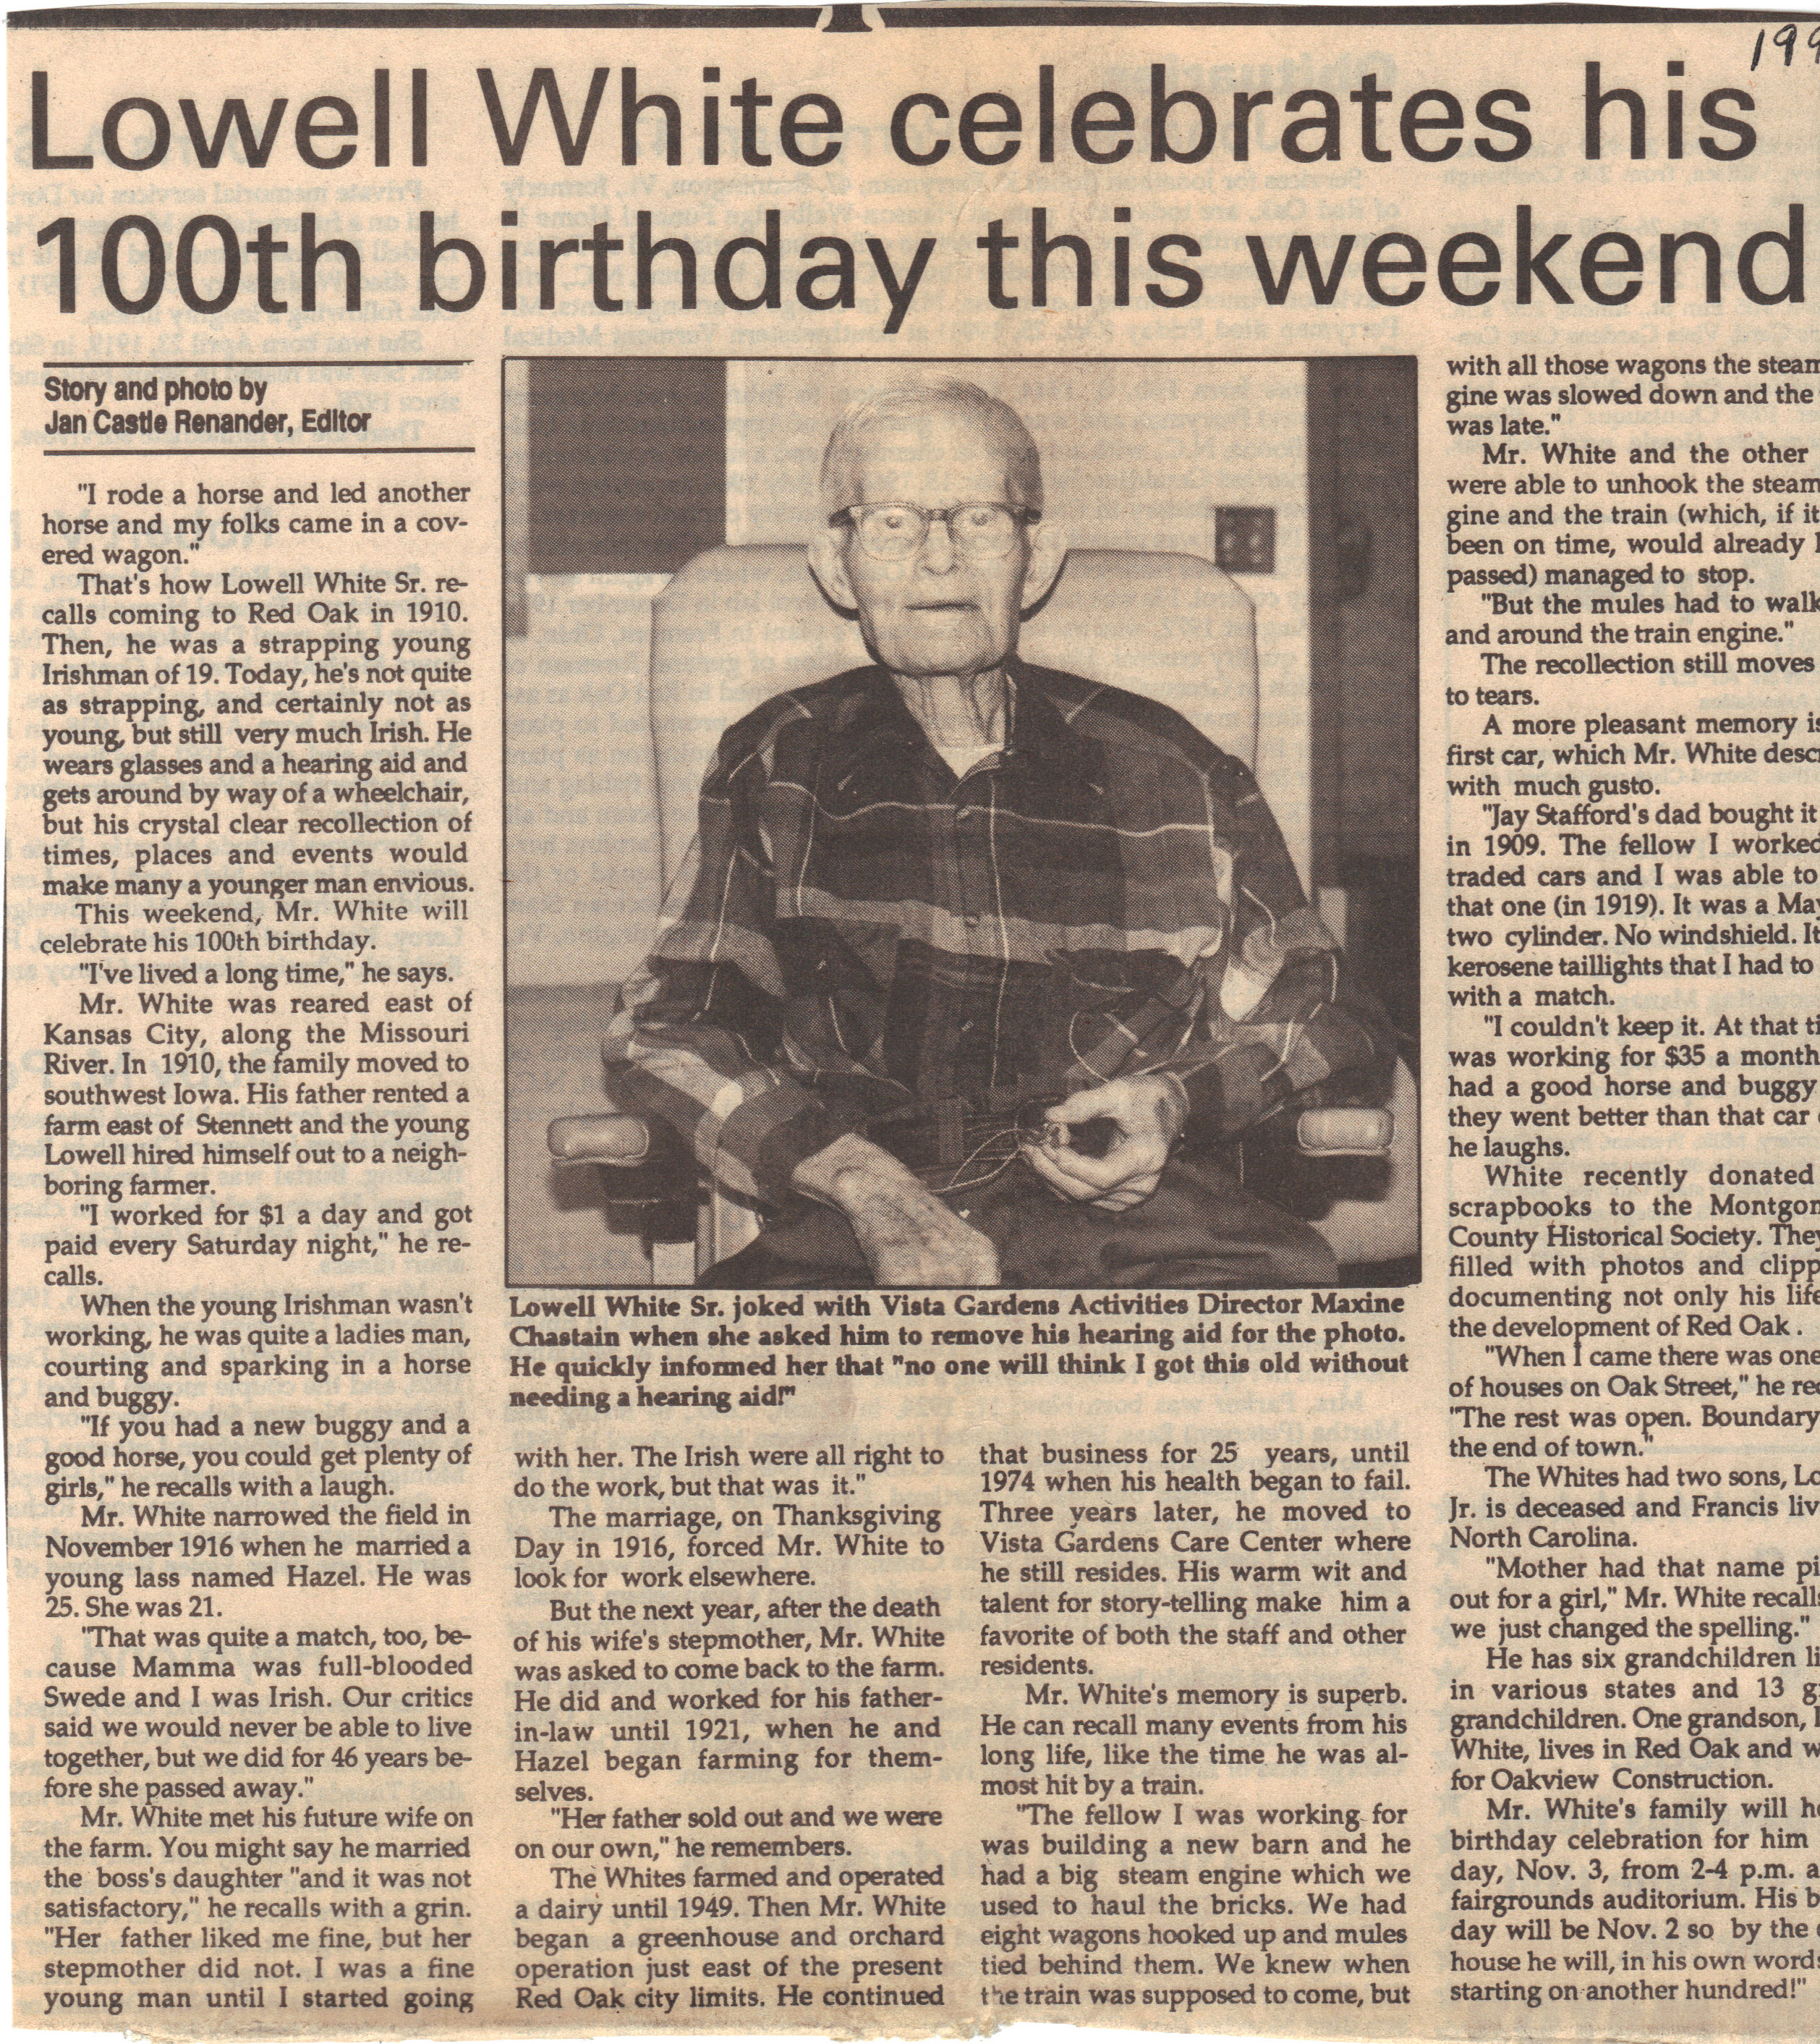 199
Lowell White celebrates his
100th birthday this weekend
Story and photo by
Jan Castle Renander, Editor
"I rode a horse and led another
horse and my folks came in a cov-
ered wagon."
That's how Lowell White Sr. re-
calls coming to Red Oak in 1910.
Then, he was a strapping young
Irishman of 19. Today, he's not quite
as strapping, and certainly not as
young, but still very much Irish. He
wears glasses and a hearing aid and
gets around by way of a wheelchair,
but his crystal clear recollection of
times, places and events would
make many a younger man envious.
This weekend, Mr. White will
celebrate his 100th birthday.
"I've lived a long time," he says.
Mr. White was reared east of
Kansas City, along the Missouri
River. In 1910, the family moved to
southwest Iowa. His father rented a
farm east of Stennett and the young
Lowell hired himself out to a neigh-
boring farmer.
"I worked for $1 a day and got
paid every Saturday night," he re-
calls.
When the young Irishman wasn't
working, he was quite a ladies man,
courting and sparking in a horse
and buggy.
"If you had a new buggy and a
good horse, you could get plenty of
girls," he recalls with a laugh.
Mr. White narrowed the field in
November 1916 when he married a
young lass named Hazel. He was
25. She was 21.
"That was quite a match, too, be-
cause Mamma was full-blooded
Swede and I was Irish. Our critics
said we would never be able to live
together, but we did for 46 years be-
fore she passed away."
Mr. White met his future wife on
the farm. You might say he married
the boss's daughter "and it was not
satisfactory," he recalls with a grin.
"Her father liked me fine, but her
stepmother did not. I was a fine
young man until I started going
Lowell White Sr. joked with Vista Gardens Activities Director Maxine
Chastain when she asked him to remove his hearing aid for the photo.
He quickly informed her that "no one will think I got this old without
needing a hearing aid!"
with her. The Irish were all right to
do the work, but that was it."
The marriage, on Thanksgiving
Day in 1916, forced Mr. White to
look for work elsewhere.
But the next year, after the death
of his wife's stepmother, Mr. White
was asked to come back to the farm.
He did and worked for his father-
in-law until 1921, when he and
Hazel began farming for them-
selves.
"Her father sold out and we were
on our own," he remembers.
The Whites farmed and operated
a dairy until 1949. Then Mr. White
began a greenhouse and orchard
operation just east of the present
Red Oak city limits. He continued
that business for 25 years, until
1974 when his health began to fail.
Three years later, he moved to
Vista Gardens Care Center where
he still resides. His warm wit and
talent for story-telling make him a
favorite of both the staff and other
residents.
Mr. White's memory is superb.
He can recall many events from his
long life, like the time he was al-
most hit by a train.
"The fellow I was working for
was building a new barn and he
had a big steam engine which we
used to haul the bricks. We had
eight wagons hooked up and mules
tied behind them. We knew when
the train was supposed to come, but
with all those wagons the steam
gine was slowed down and the
was late."
Mr. White and the other
were able to unhook the steam
gine and the train (which, if it
been on time, would already
passed) managed to stop.
"But the mules had to walk
and around the train engine."
The recollection still moves
to tears.
A more pleasant memory is
first car, which Mr. White descr
with much gusto.
"Jay Stafford's dad bought it
in 1909. The fellow I worked
traded cars and I was able to
that one (in 1919). It was a May
two cylinder. No windshield. It
kerosene taillights that I had to
with a match.
"I couldn't keep it. At that ti
was working for $35 a month
had a good horse and buggy
they went better than that car
he laughs.
White recently donated
scrapbooks to the Montgom
County Historical Society. They
filled with photos and clipp
documenting not only his life
the development of Red Oak .
"When I came there was one
of houses on Oak Street," he rec
"The rest was open. Boundary
the end of town."
The Whites had two sons, Lo
Jr. is deceased and Francis liv
North Carolina.
"Mother had that name pi
out for a girl," Mr. White recalls
we just changed the spelling."
He has six grandchildren li
in various states and 13 g
grandchildren. One grandson,
White, lives in Red Oak and w
for Oakview Construction.
Mr. White's family will ho
birthday celebration for him
day, Nov. 3, from 2-4 p.m. a
fairgrounds auditorium. His b
day will be Nov. 2 so by the
house he will, in his own words
starting on another hundred!"